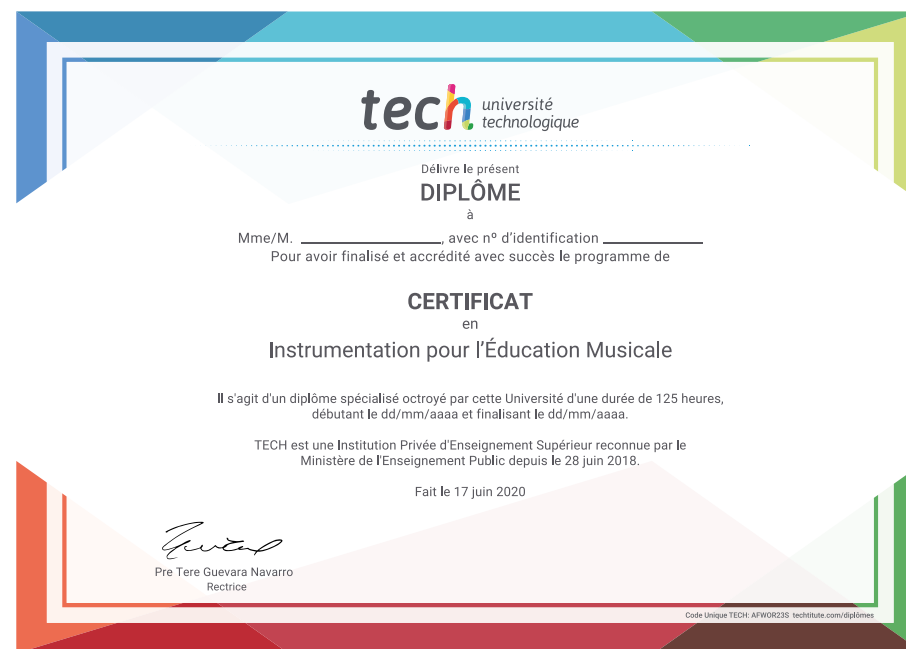 tech université
technologique
Délivre le présent
DIPLÔME
à
Mme/M. ____________________, avec nº d'identification ______________
Pour avoir finalisé et accrédité avec succès le programme de
CERTIFICAT
en
Instrumentation pour l'Éducation Musicale
Il s'agit d'un diplôme spécialisé octroyé par cette Université d'une durée de 125 heures,
débutant le dd/mm/aaaa et finalisant le dd/mm/aaaa.
TECH est une Institution Privée d'Enseignement Supérieur reconnue par le
Ministère de l'Enseignement Public depuis le 28 juin 2018.
Fait le 17 juin 2020
Pre Tere Guevara Navarro
Rectrice
Code Unique TECH: AFWOR23S techtitute.com/diplômes